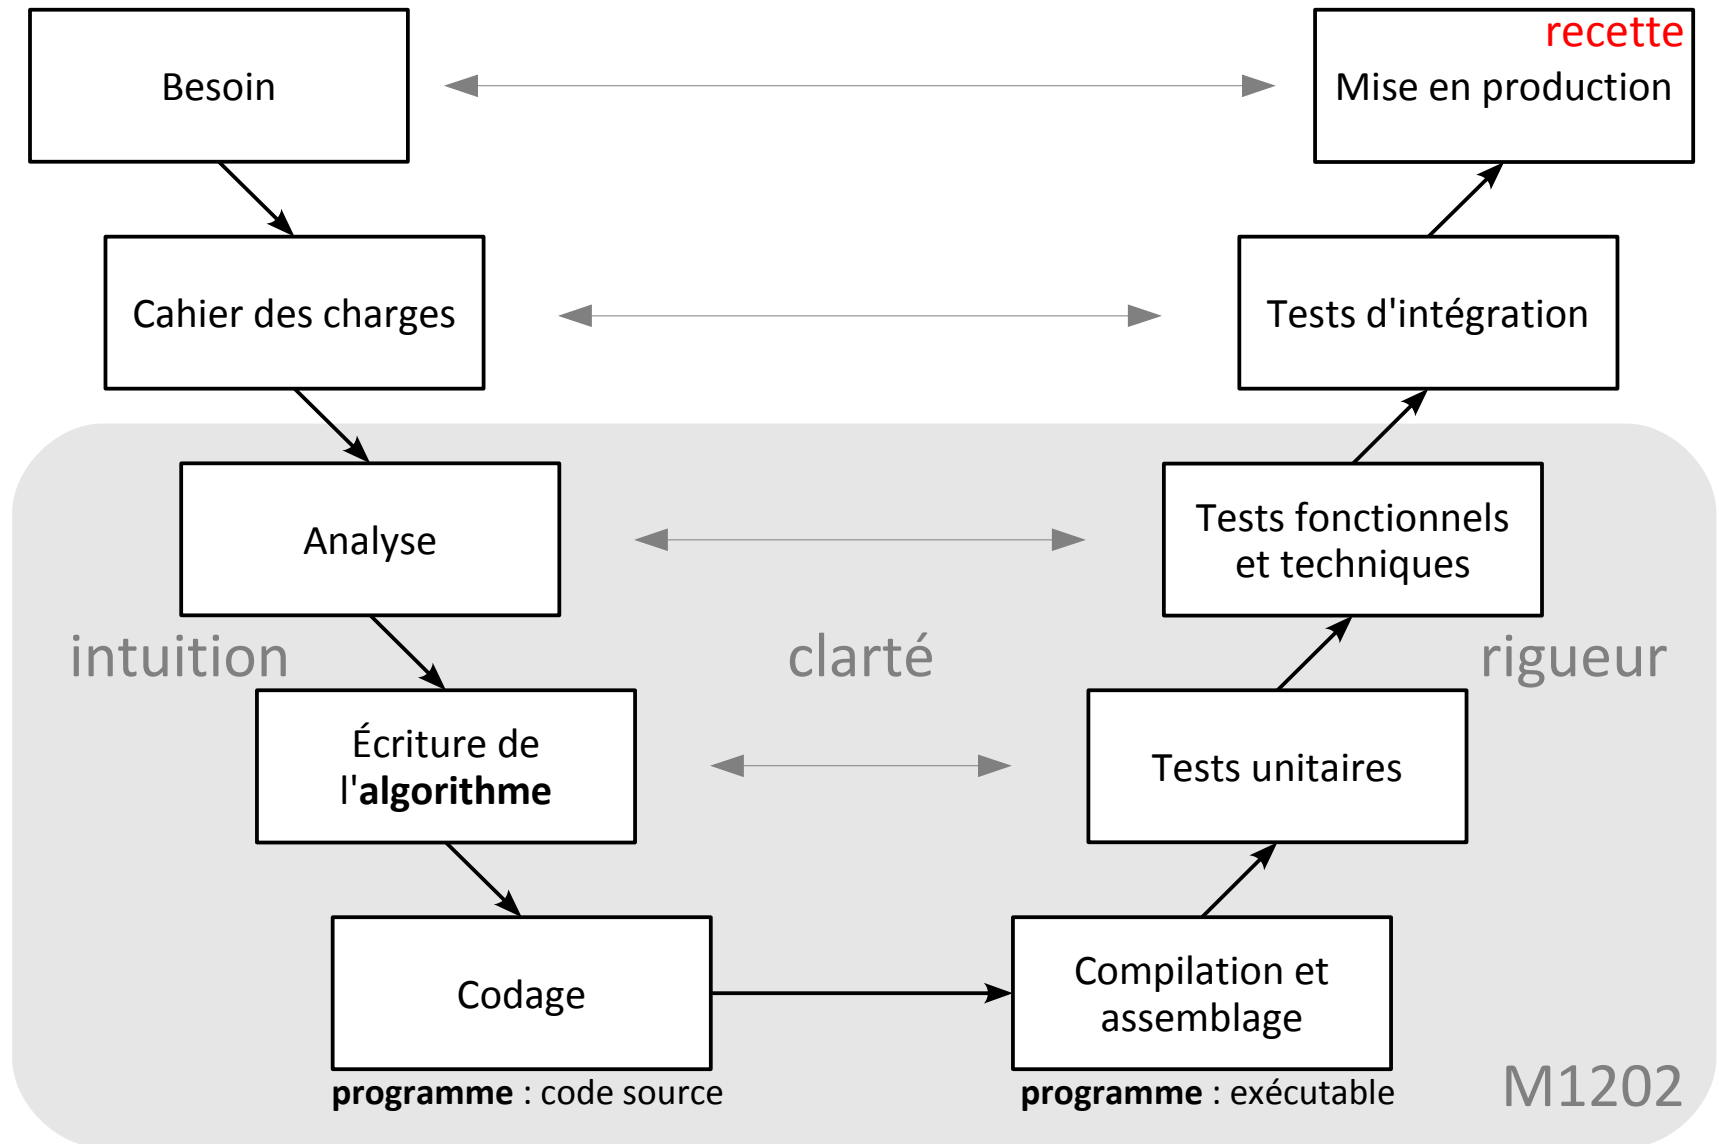 Besoin
recette
Mise en production
Cahier des charges
Tests d'intégration
Analyse
Tests fonctionnels
et techniques
intuition
clarté
rigueur
Écriture de
l'algorithme
Tests unitaires
Codage
Compilation et
assemblage
programme : code source
programme : exécutable
M1202